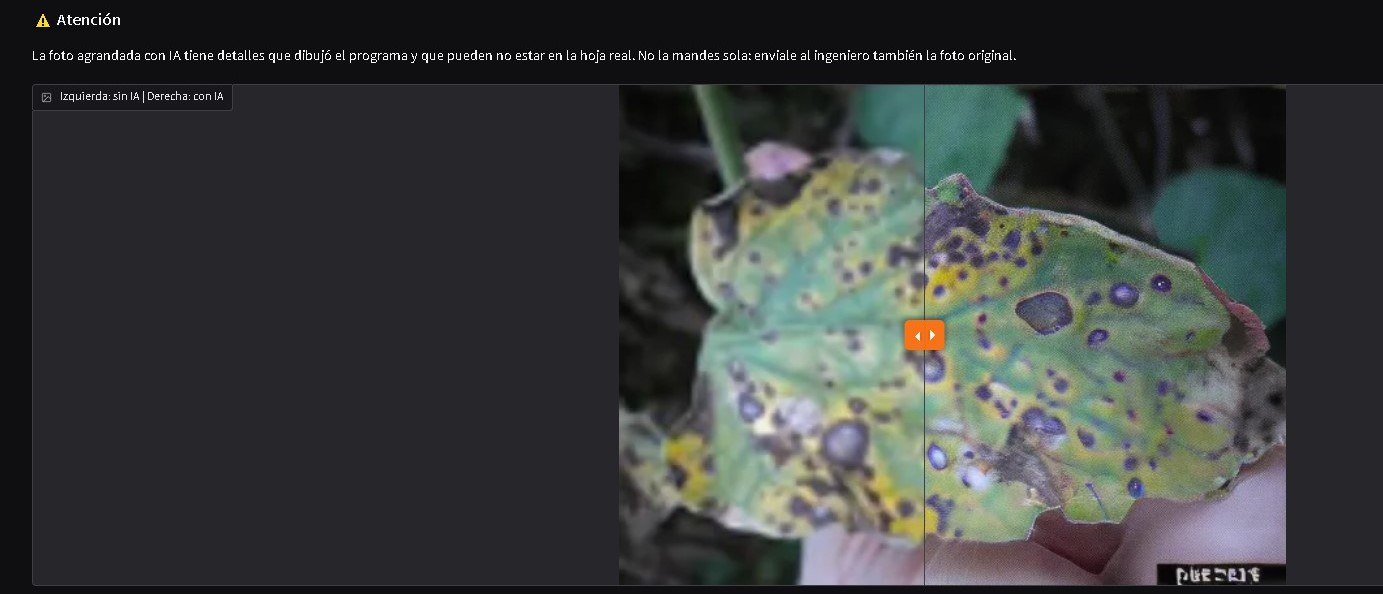 Atención
La foto agrandada con IA tiene detalles que dibujó el programa y que pueden no estar en la hoja real. No la mandes sola: enviale al ingeniero también la foto original.
Izquierda: sin IA | Derecha: con IA